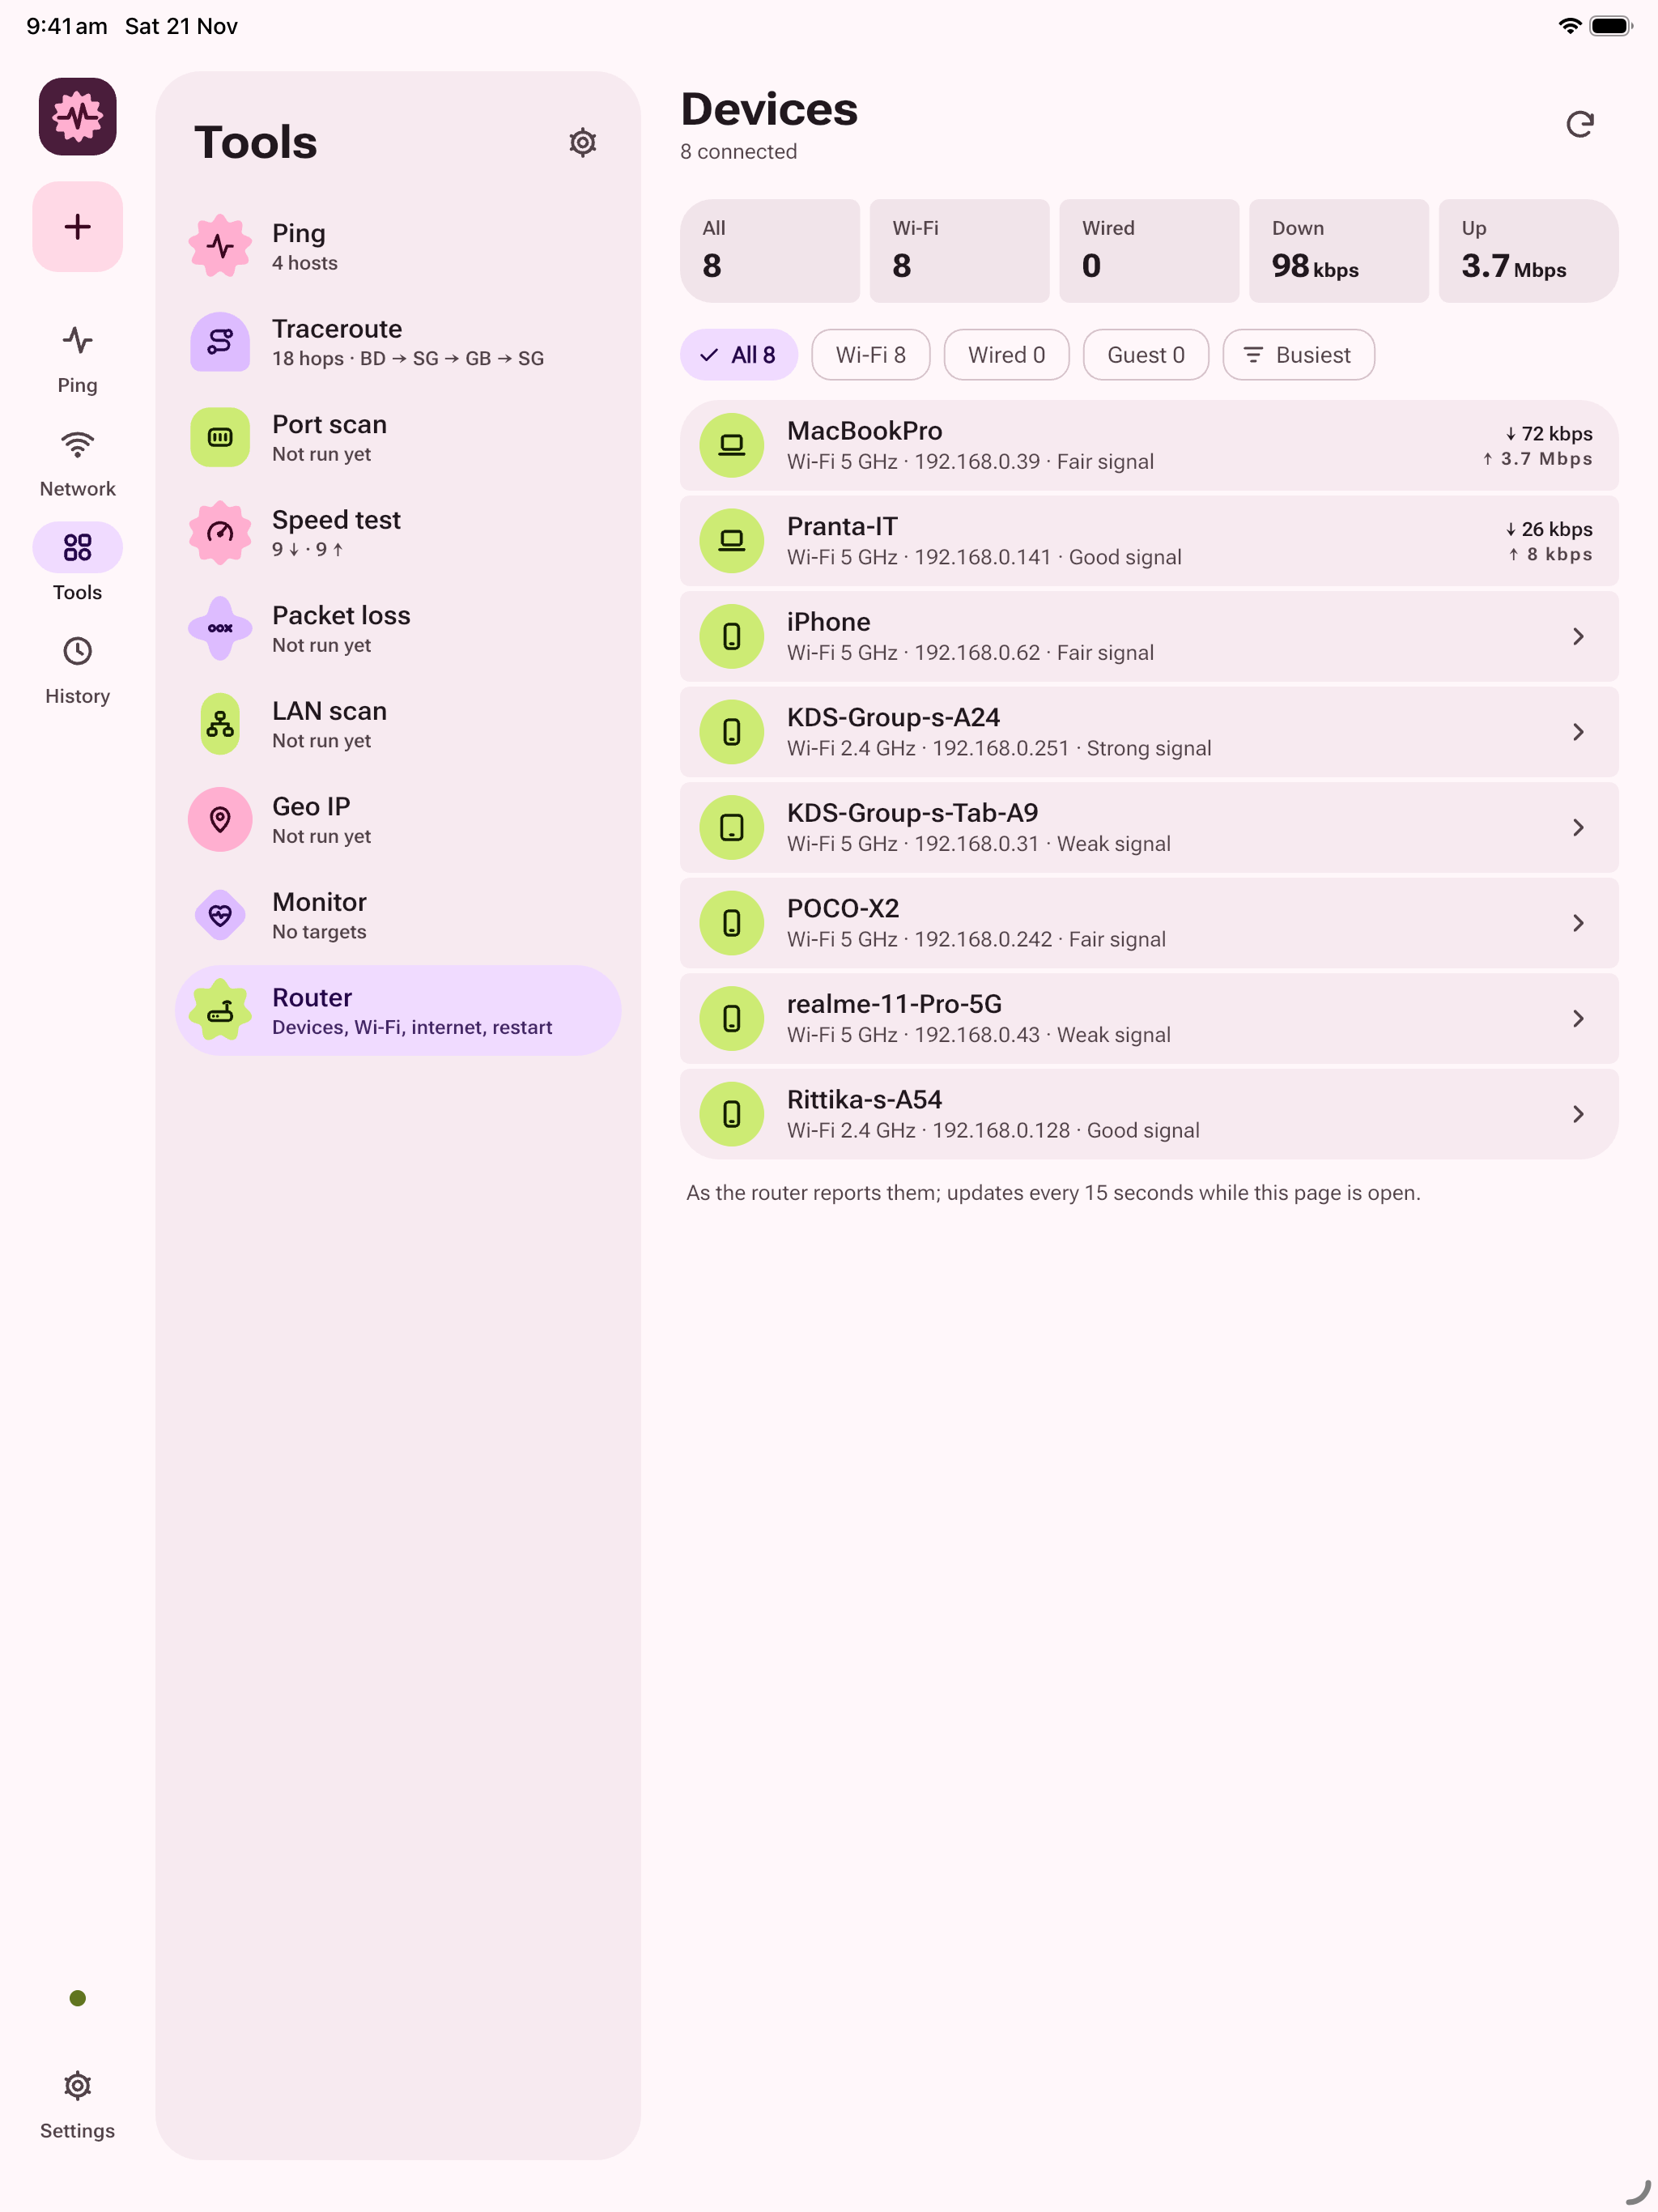 9:41 am Sat 21 Nov
Ping
Network
Tools
History
Settings
Tools
Ping
4 hosts
Traceroute
18 hops · BD → SG → GB → SG
Port scan
Not run yet
Speed test
9 ↓ · 9 ↑
Packet loss
Not run yet
LAN scan
Not run yet
Geo IP
Not run yet
Monitor
No targets
Router
Devices, Wi-Fi, internet, restart
Devices
8 connected
All
8
Wi-Fi
8
Wired
0
Down
98 kbps
Up
3.7 Mbps
All 8
Wi-Fi 8
Wired 0
Guest 0
Busiest
MacBookPro
Wi-Fi 5 GHz · 192.168.0.39 · Fair signal
↓ 72 kbps
↑ 3.7 Mbps
Pranta-IT
Wi-Fi 5 GHz · 192.168.0.141 · Good signal
↓ 26 kbps
↑ 8 kbps
iPhone
Wi-Fi 5 GHz · 192.168.0.62 · Fair signal
KDS-Group-s-A24
Wi-Fi 2.4 GHz · 192.168.0.251 · Strong signal
KDS-Group-s-Tab-A9
Wi-Fi 5 GHz · 192.168.0.31 · Weak signal
POCO-X2
Wi-Fi 5 GHz · 192.168.0.242 · Fair signal
realme-11-Pro-5G
Wi-Fi 5 GHz · 192.168.0.43 · Weak signal
Rittika-s-A54
Wi-Fi 2.4 GHz · 192.168.0.128 · Good signal
As the router reports them; updates every 15 seconds while this page is open.